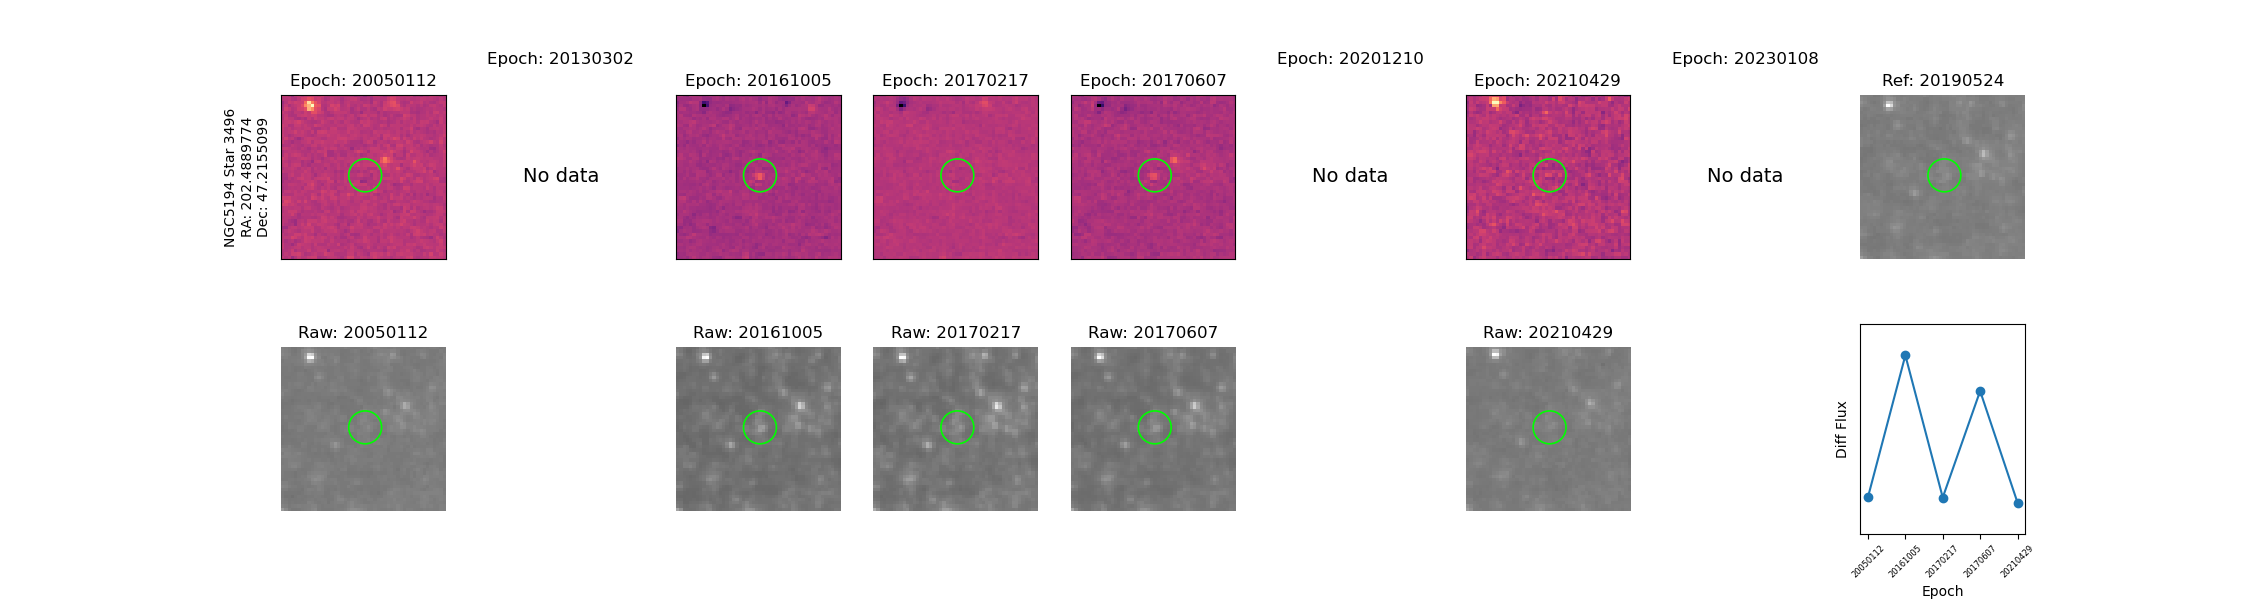 Epoch: 20130302
Epoch: 20201210
Epoch: 20230108
Epoch: 20050112
Epoch: 20161005
Epoch: 20170217
Epoch: 20170607
Epoch: 20210429
Ref: 20190524
NGC5194 Star 3496
RA: 202.4889774
Dec: 47.2155099
No data
No data
No data
Raw: 20050112
Raw: 20161005
Raw: 20170217
Raw: 20170607
Raw: 20210429
Diff Flux
20050112
20161005
20170217
20170607
20210429
Epoch